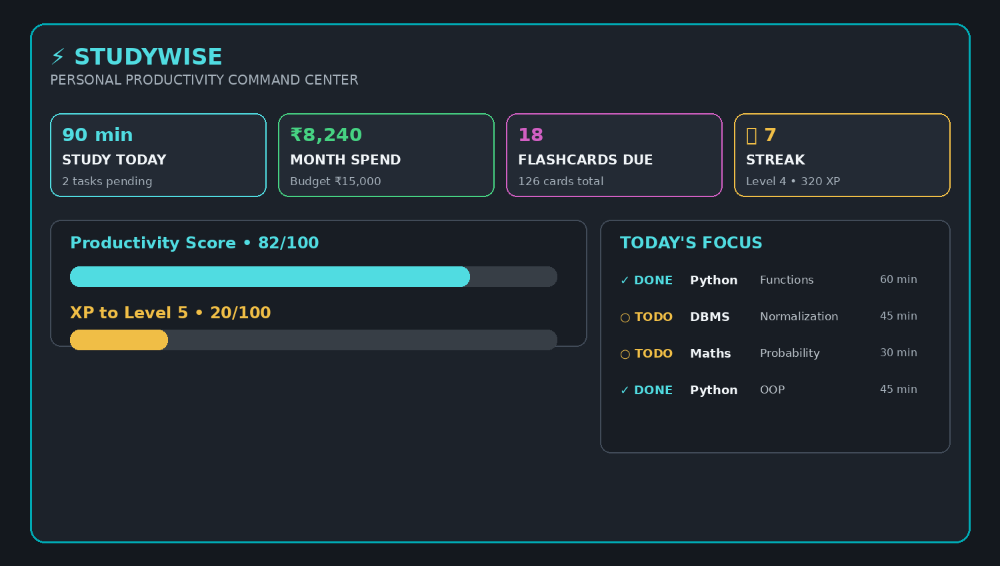 ⚡ STUDYWISE
PERSONAL PRODUCTIVITY COMMAND CENTER
90 min
STUDY TODAY
2 tasks pending
₹8,240
MONTH SPEND
Budget ₹15,000
18
FLASHCARDS DUE
126 cards total
7
STREAK
Level 4 • 320 XP
Productivity Score • 82/100
XP to Level 5 • 20/100
TODAY'S FOCUS
✓ DONE Python Functions 60 min
○ TODO DBMS Normalization 45 min
○ TODO Maths Probability 30 min
✓ DONE Python OOP 45 min